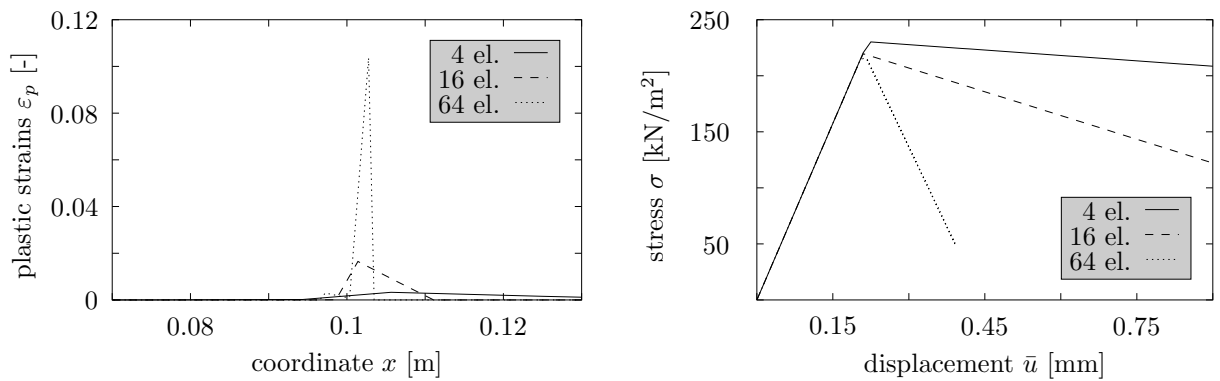 0.12
0.08
0.04
0
plastic strains εp [-]
4 el.
16 el.
64 el.
0.08
0.1
0.12
coordinate x [m]
250
150
50
stress σ [kN/m²]
4 el.
16 el.
64 el.
0.15
0.45
0.75
displacement ū [mm]